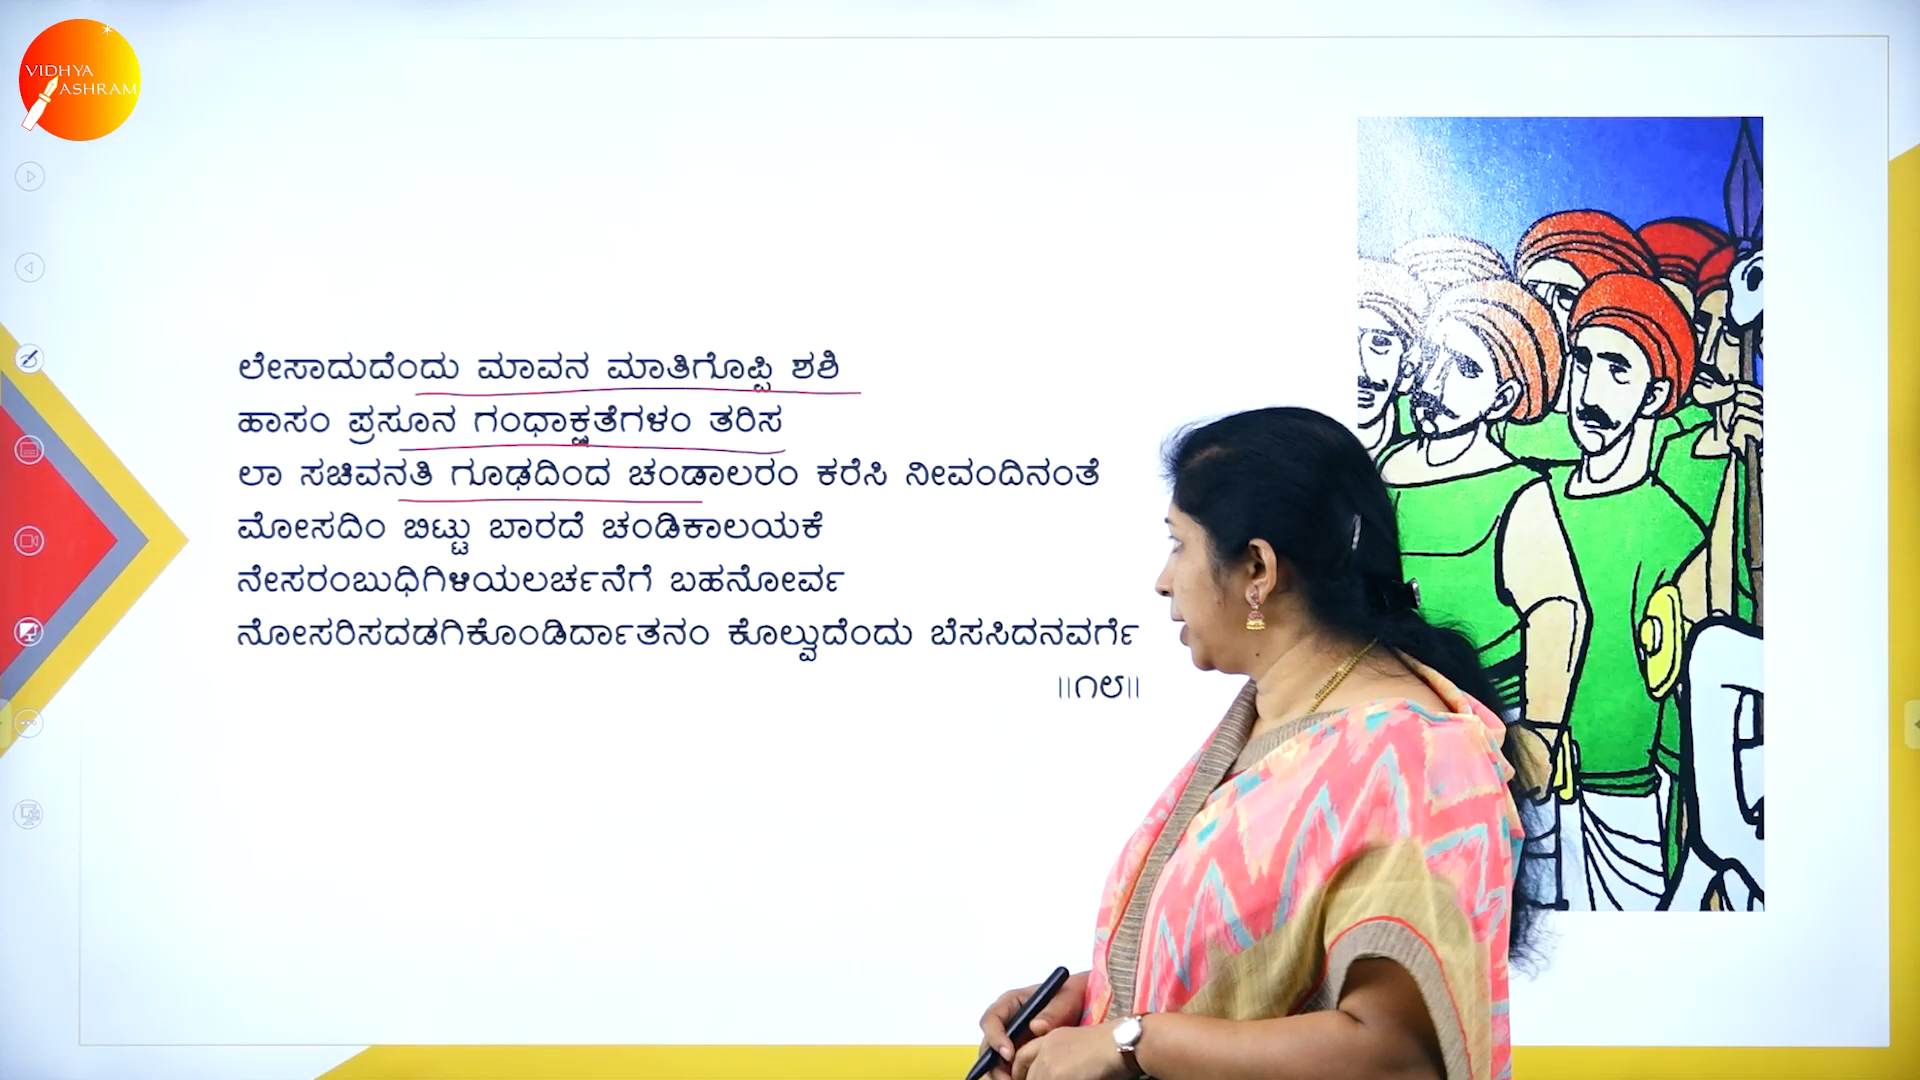 VIDHYA
ASHRAM
ಲೇಸಾದುದೆಂದು ಮಾವನ ಮಾತಿಗೊಪ್ಪಿ ಶಶಿ
ಹಾಸಂ ಪ್ರಸೂನ ಗಂಧಾಕ್ಷತೆಗಳಂ ತರಿಸ
ಲಾ ಸಚಿವನತಿ ಗೂಢದಿಂದ ಚಂಡಾಲರಂ ಕರೆಸಿ ನೀವಂದಿನಂತೆ
ಮೋಸದಿಂ ಬಿಟ್ಟು ಬಾರದೆ ಚಂಡಿಕಾಲಯಕೆ
ನೇಸರಂಬುಧಿಗಿಳಿಯಲರ್ಚನೆಗೆ ಬಹನೋರ್ವ
ನೋಸರಿಸದಡಗಿಕೊಂಡಿರ್ದಾತನಂ ಕೊಲ್ವುದೆಂದು ಬೆಸಸಿದನವರ್ಗೆ
॥೧೮॥